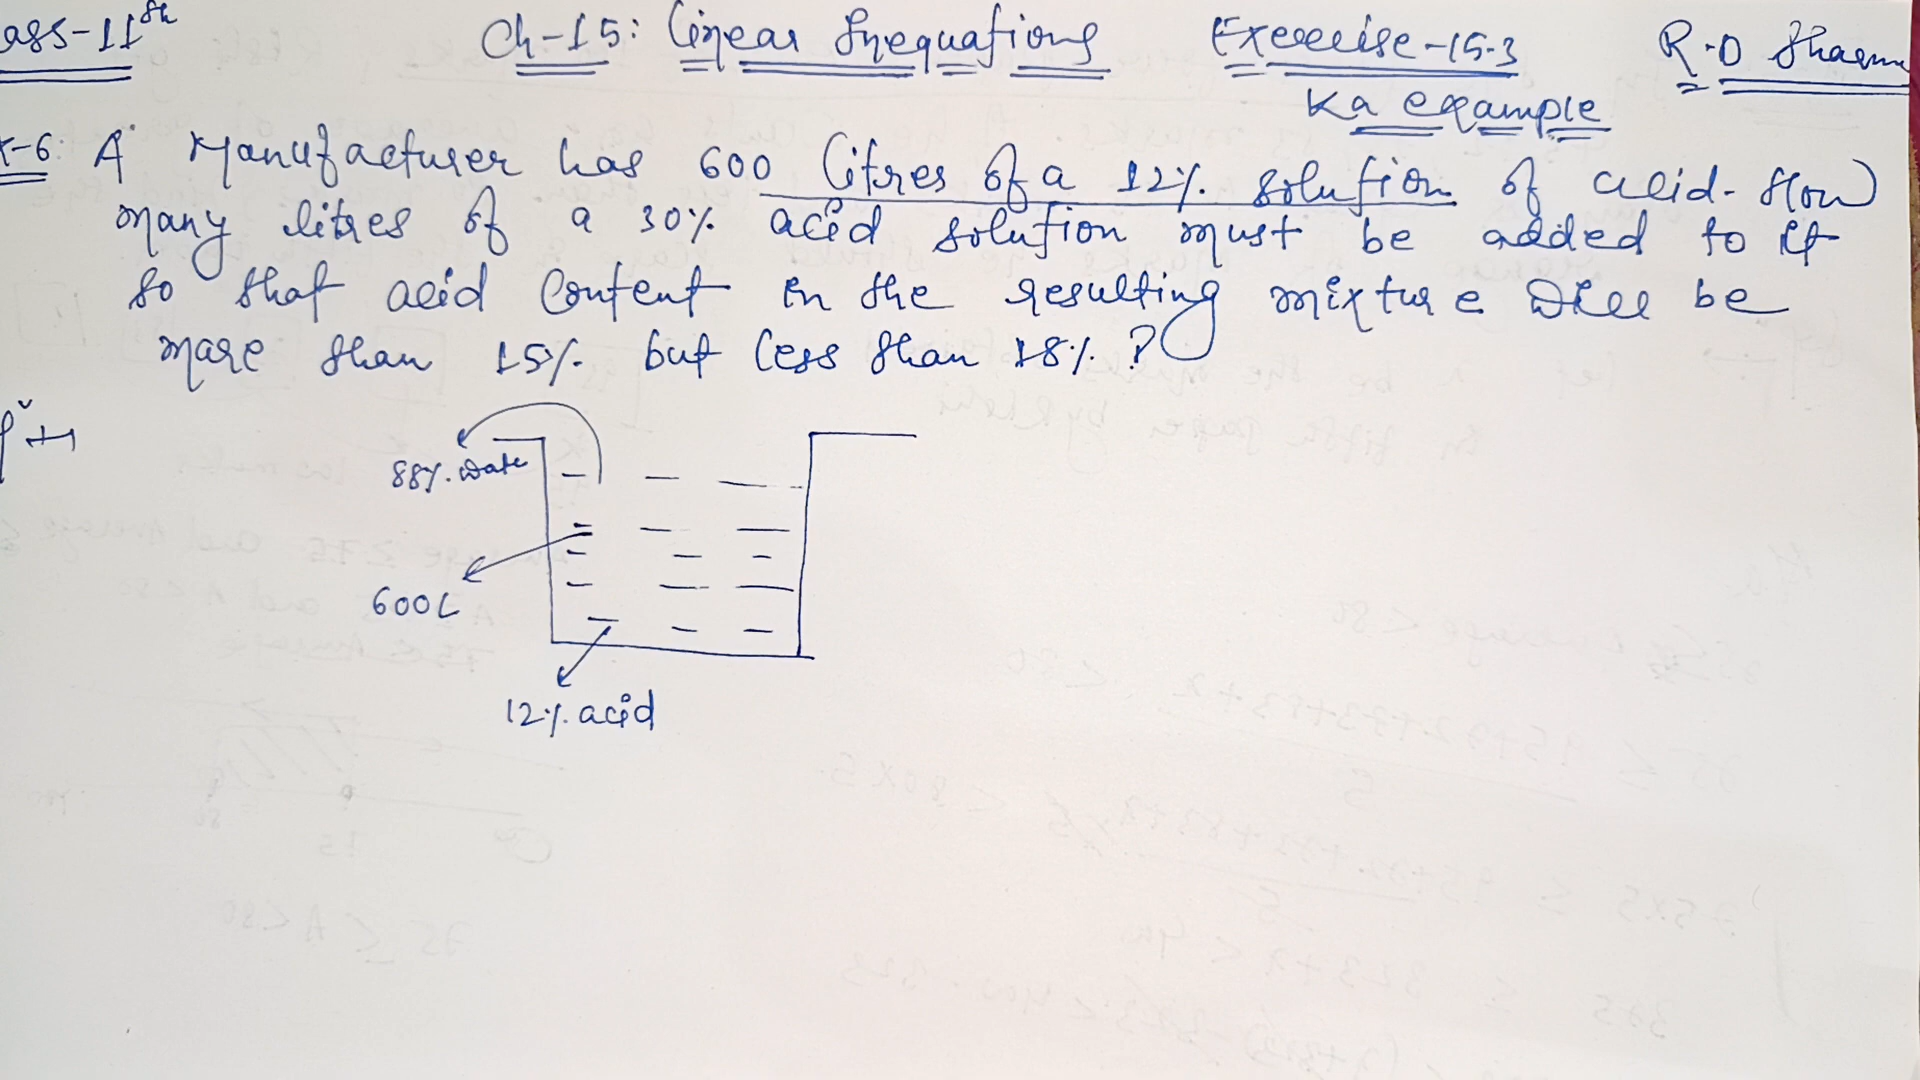 ass-11th Ch-15: Linear Inequations Exercise-15.3 R.D Sharma
Ka example
x-6: A Manufacturer has 600 litres of a 12% solution of acid. How
many litres of a 30% acid solution must be added to it
so that acid content in the resulting mixture will be
more than 15% but less than 18%?
88% Wate
600L
12% acid